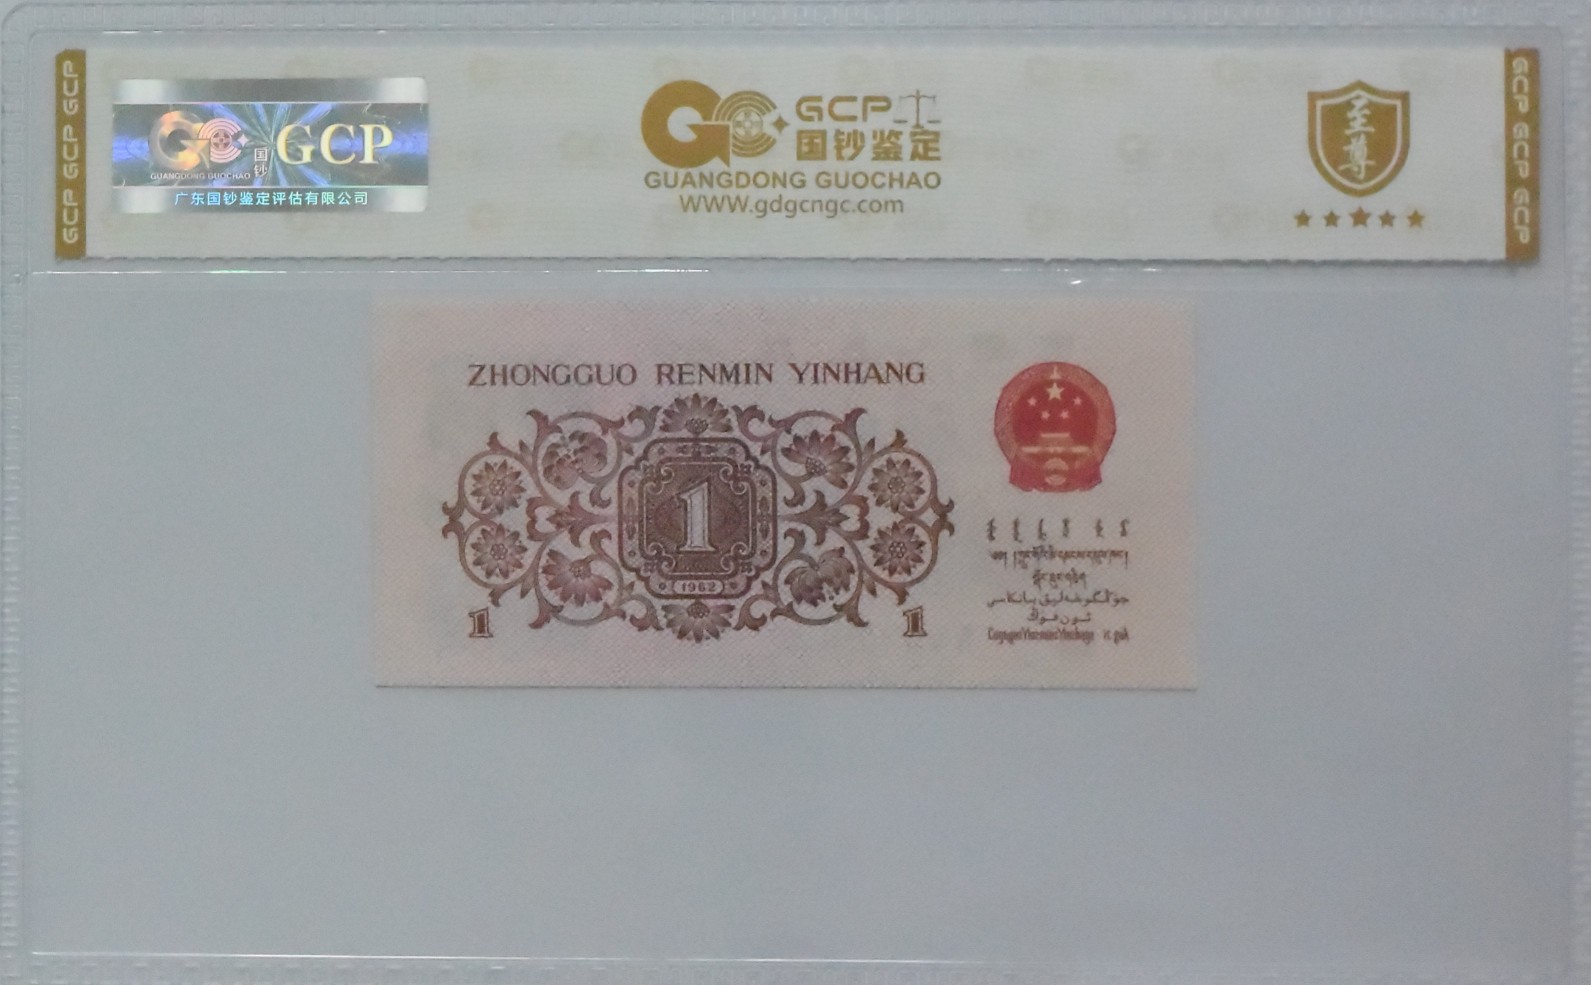 GCP GCP GCP
GCP
国钞
GUANGDONG GUOCHAO
广东国钞鉴定评估有限公司
GCP
国钞鉴定
GUANGDONG GUOCHAO
WWW.gdgcngc.com
至尊
GCP GCP GCP
ZHONGGUO RENMIN YINHANG
1
1962
1
1